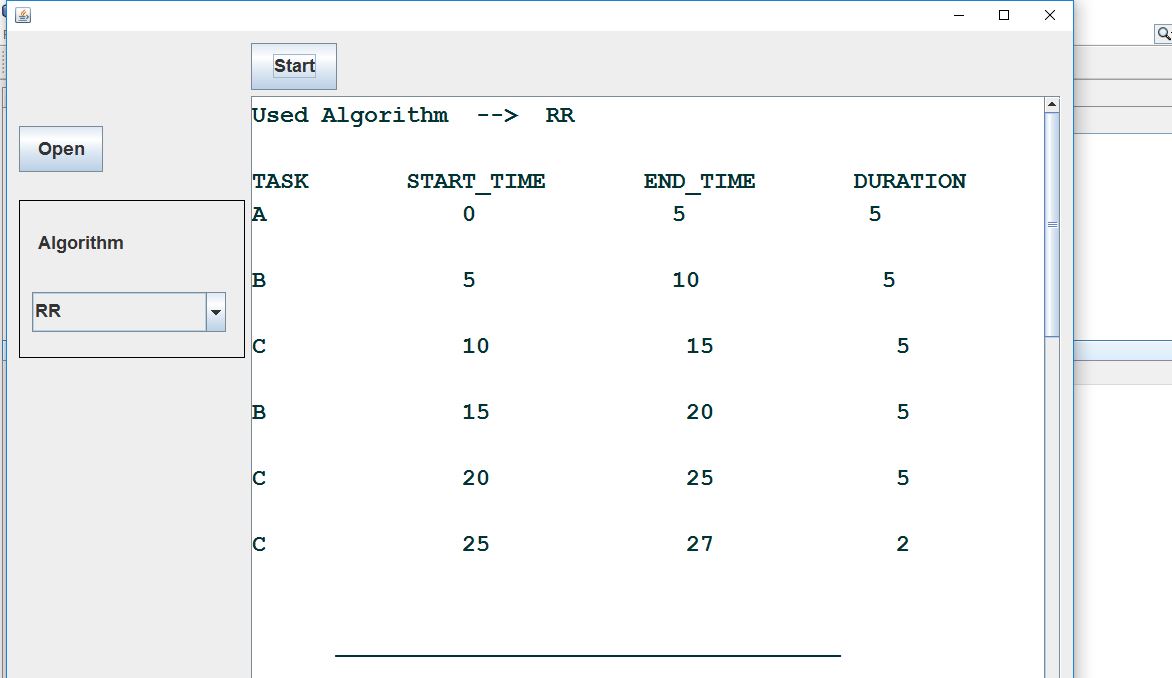 Start
Open
Algorithm
RR
Used Algorithm --> RR
TASK START_TIME END_TIME DURATION
A 0 5 5
B 5 10 5
C 10 15 5
B 15 20 5
C 20 25 5
C 25 27 2